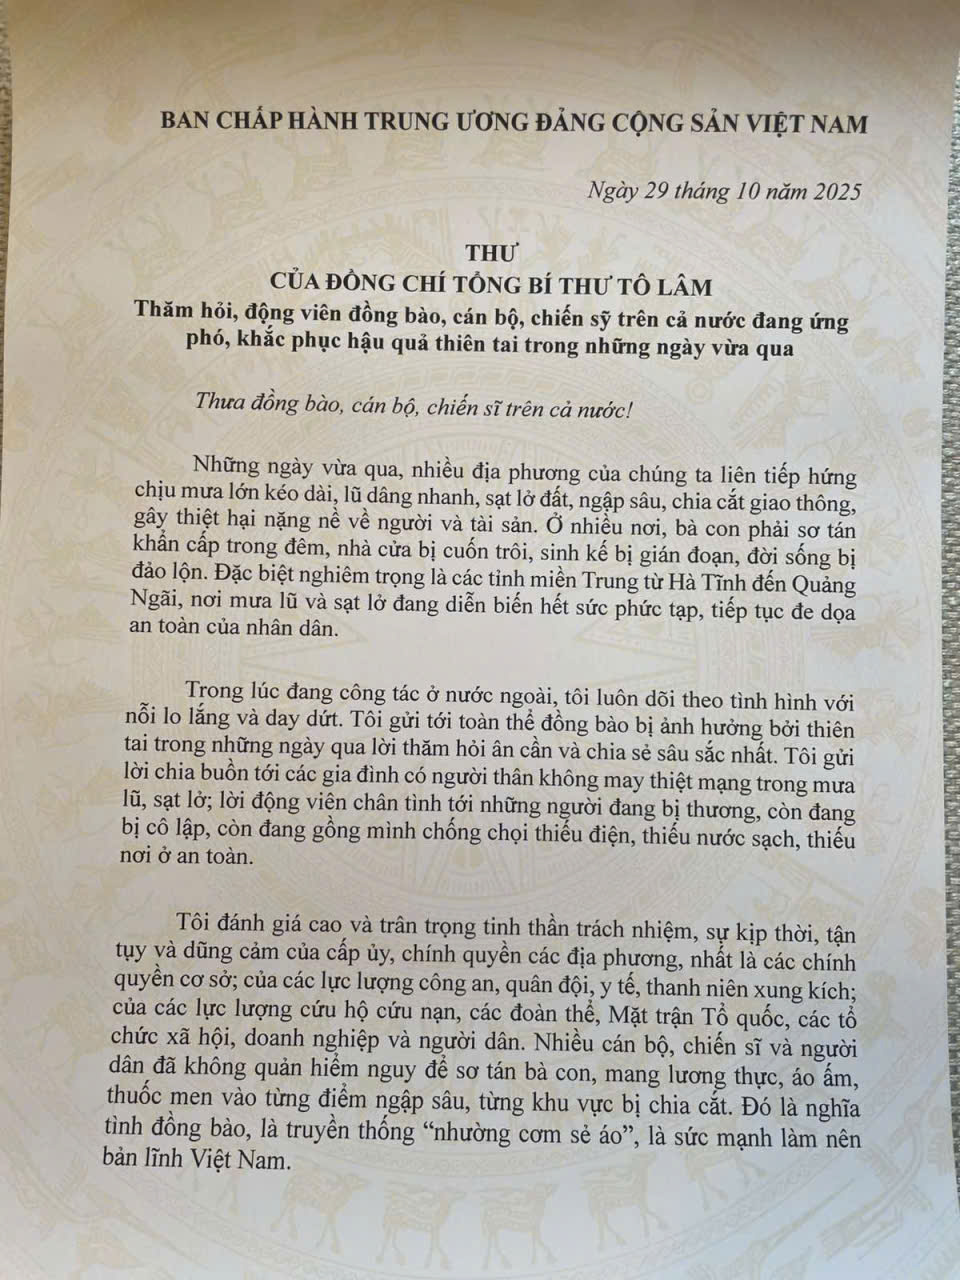 BAN CHẤP HÀNH TRUNG ƯƠNG ĐẢNG CỘNG SẢN VIỆT NAM
Ngày 29 tháng 10 năm 2025
THƯ
CỦA ĐỒNG CHÍ TỔNG BÍ THƯ TÔ LÂM
Thăm hỏi, động viên đồng bào, cán bộ, chiến sỹ trên cả nước đang ứng
phó, khắc phục hậu quả thiên tai trong những ngày vừa qua
Thưa đồng bào, cán bộ, chiến sĩ trên cả nước!
Những ngày vừa qua, nhiều địa phương của chúng ta liên tiếp hứng
chịu mưa lớn kéo dài, lũ dâng nhanh, sạt lở đất, ngập sâu, chia cắt giao thông,
gây thiệt hại nặng nề về người và tài sản. Ở nhiều nơi, bà con phải sơ tán
khẩn cấp trong đêm, nhà cửa bị cuốn trôi, sinh kế bị gián đoạn, đời sống bị
đảo lộn. Đặc biệt nghiêm trọng là các tỉnh miền Trung từ Hà Tĩnh đến Quảng
Ngãi, nơi mưa lũ và sạt lở đang diễn biến hết sức phức tạp, tiếp tục đe dọa
an toàn của nhân dân.
Trong lúc đang công tác ở nước ngoài, tôi luôn dõi theo tình hình với
nỗi lo lắng và day dứt. Tôi gửi tới toàn thể đồng bào bị ảnh hưởng bởi thiên
tai trong những ngày qua lời thăm hỏi ân cần và chia sẻ sâu sắc nhất. Tôi gửi
lời chia buồn tới các gia đình có người thân không may thiệt mạng trong mưa
lũ, sạt lở; lời động viên chân tình tới những người đang bị thương, còn đang
bị cô lập, còn đang gồng mình chống chọi thiếu điện, thiếu nước sạch, thiếu
nơi ở an toàn.
Tôi đánh giá cao và trân trọng tinh thần trách nhiệm, sự kịp thời, tận
tụy và dũng cảm của cấp ủy, chính quyền các địa phương, nhất là các chính
quyền cơ sở; của các lực lượng công an, quân đội, y tế, thanh niên xung kích;
của các lực lượng cứu hộ cứu nạn, các đoàn thể, Mặt trận Tổ quốc, các tổ
chức xã hội, doanh nghiệp và người dân. Nhiều cán bộ, chiến sĩ và người
dân đã không quản hiểm nguy để sơ tán bà con, mang lương thực, áo ấm,
thuốc men vào từng điểm ngập sâu, từng khu vực bị chia cắt. Đó là nghĩa
tình đồng bào, là truyền thống “nhường cơm sẻ áo”, là sức mạnh làm nên
bản lĩnh Việt Nam.